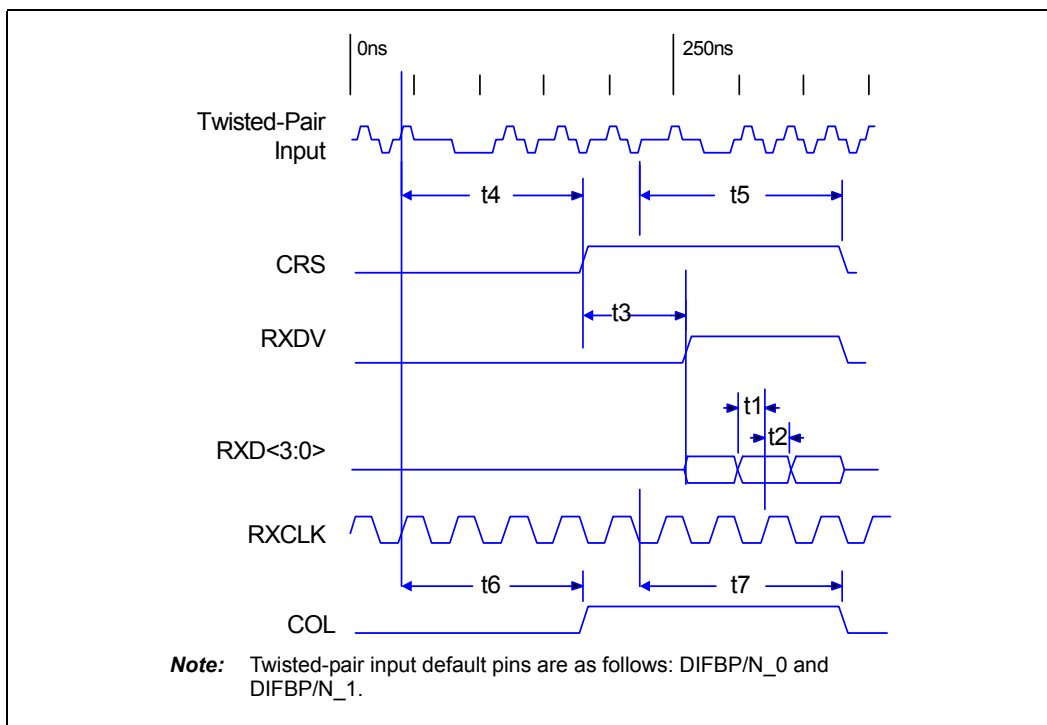 0ns
250ns
Twisted-Pair
Input
t4
t5
CRS
t3
RXDV
t1
t2
RXD<3:0>
RXCLK
t6
t7
COL
Note: Twisted-pair input default pins are as follows: DIFBP/N_0 and
DIFBP/N_1.